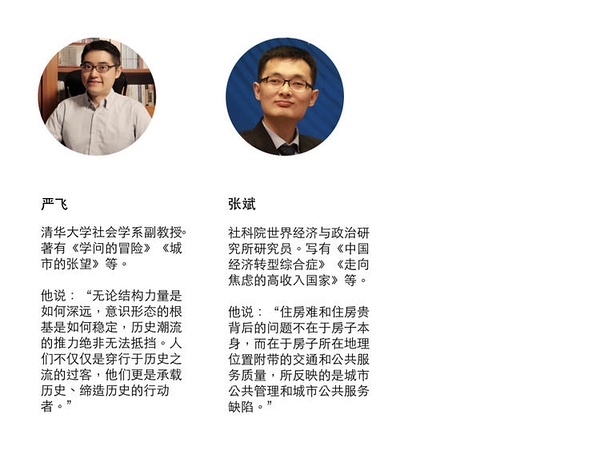 严飞
清华大学社会学系副教授。
著有《学问的冒险》《城
市的张望》等。
他说：“无论结构力量是
如何深远，意识形态的根
基是如何稳定，历史潮流
的推力绝非无法抵挡。人
们不仅仅是穿行于历史之
流的过客，他们更是承载
历史、缔造历史的行动
者。”
张斌
社科院世界经济与政治研
究所研究员。写有《中国
经济转型综合症》《走向
焦虑的高收入国家》等。
他说：“住房难和住房贵
背后的问题不在于房子本
身，而在于房子所在地理
位置附带的交通和公共服
务质量，所反映的是城市
公共管理和城市公共服务
缺陷。”